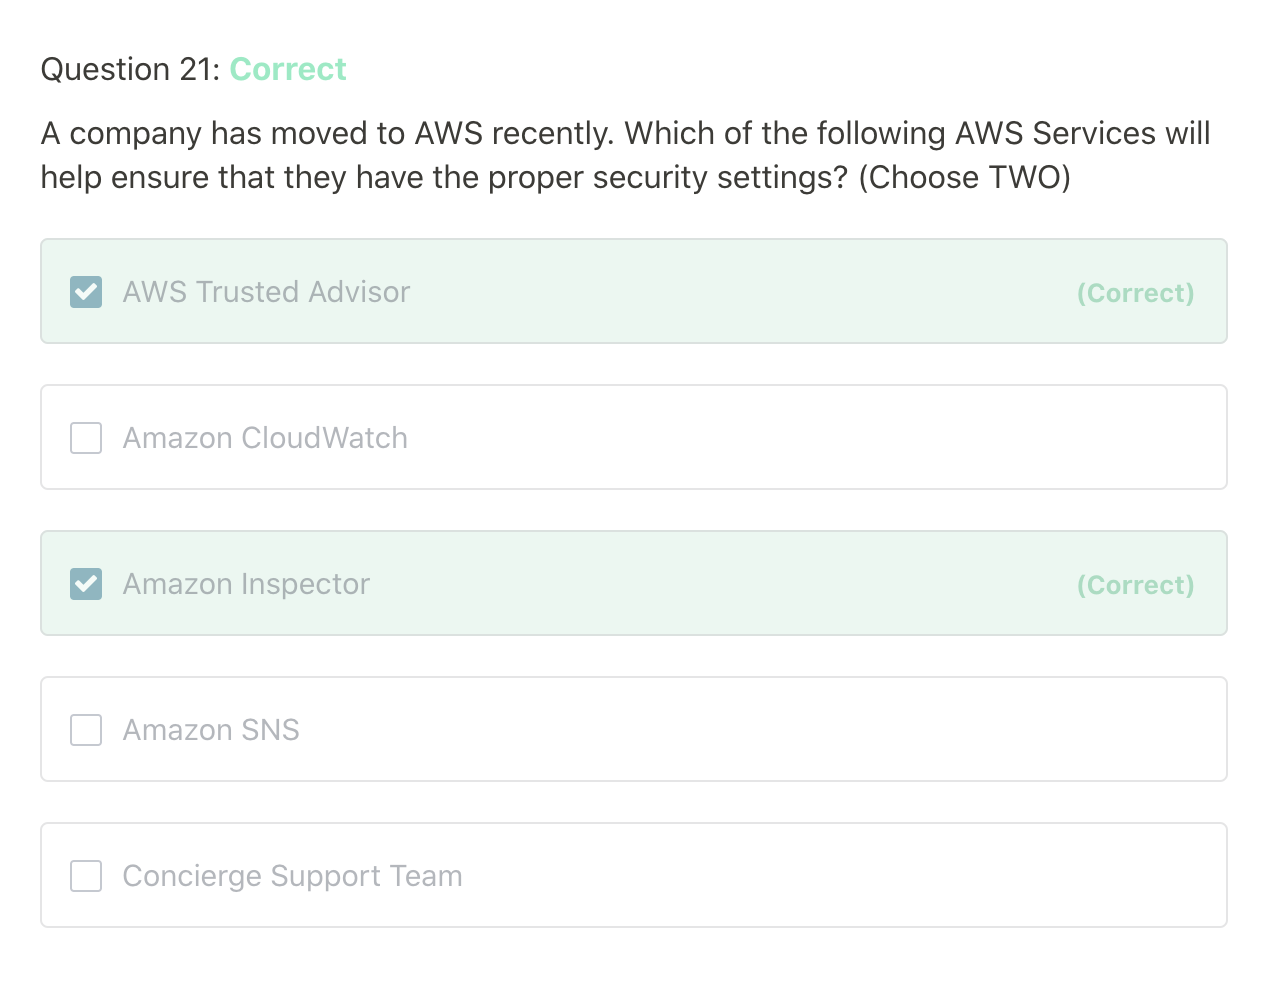 Question 21: Correct
A company has moved to AWS recently. Which of the following AWS Services will
help ensure that they have the proper security settings? (Choose TWO)
AWS Trusted Advisor (Correct)
Amazon CloudWatch
Amazon Inspector (Correct)
Amazon SNS
Concierge Support Team